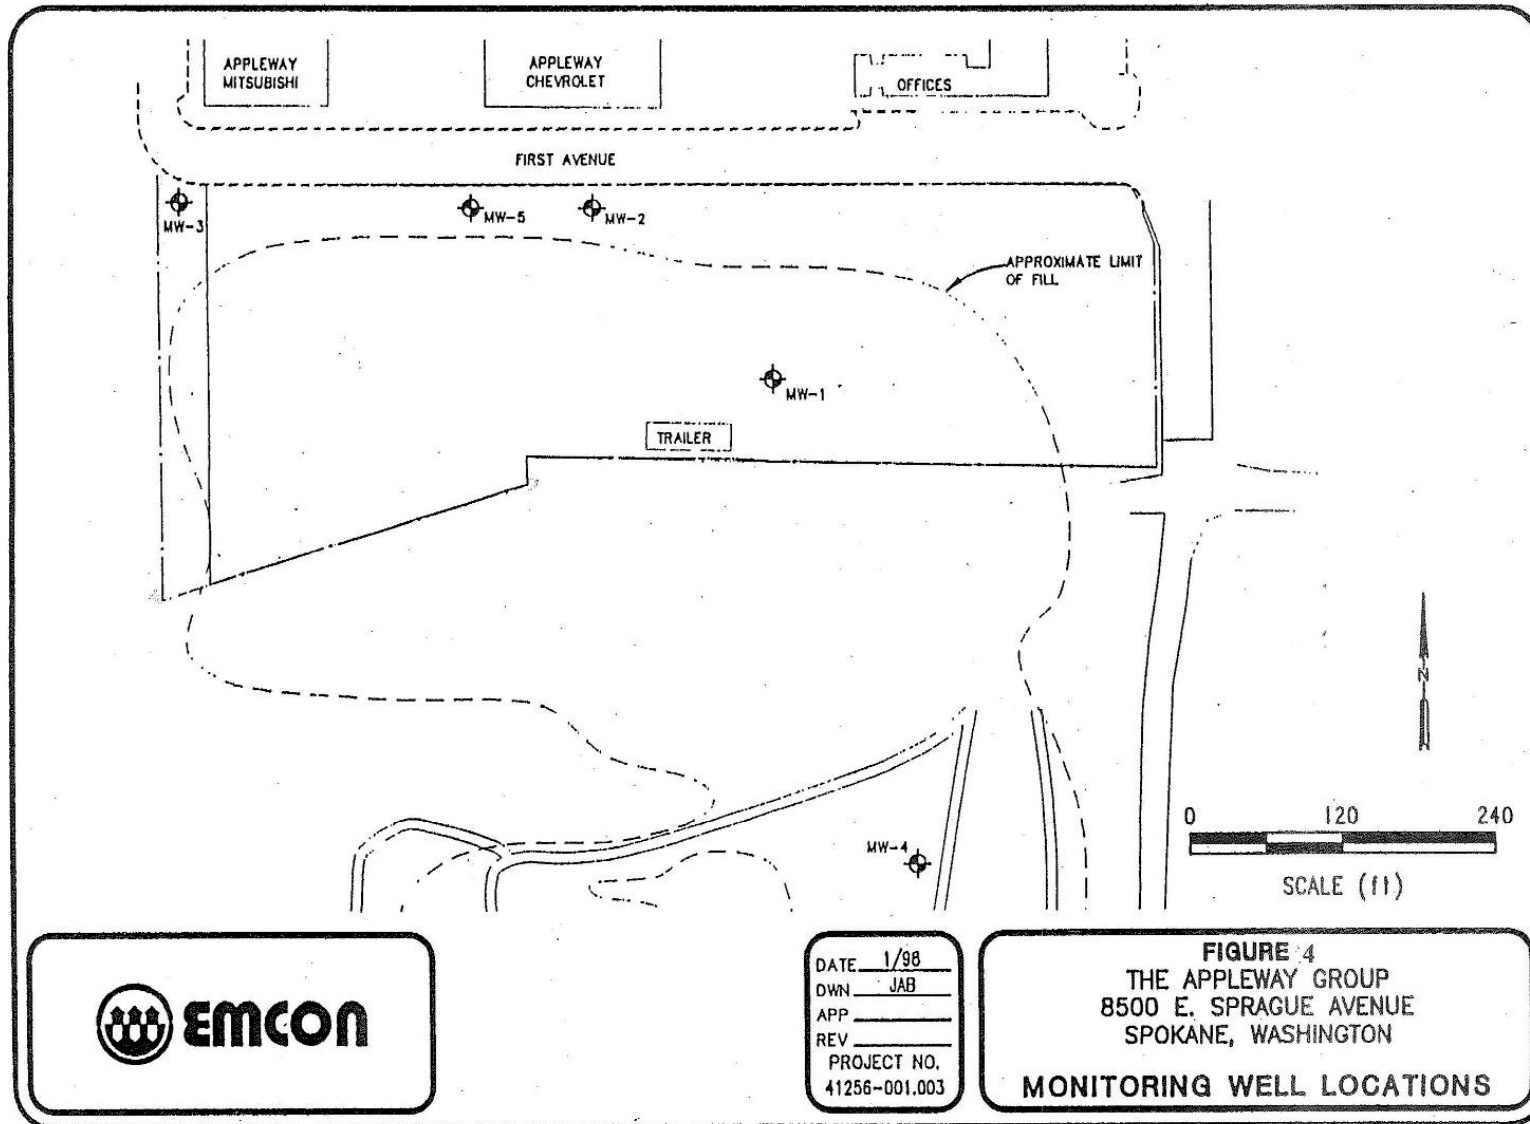 APPLEWAY
MITSUBISHI
APPLEWAY
CHEVROLET
OFFICES
FIRST AVENUE
MW-3
MW-5
MW-2
APPROXIMATE LIMIT
OF FILL
MW-1
TRAILER
N
0 120 240
SCALE (ft)
MW-4
EMCON
DATE 1/98
DWN JAB
APP
REV
PROJECT NO.
41256-001.003
FIGURE 4
THE APPLEWAY GROUP
8500 E. SPRAGUE AVENUE
SPOKANE, WASHINGTON
MONITORING WELL LOCATIONS